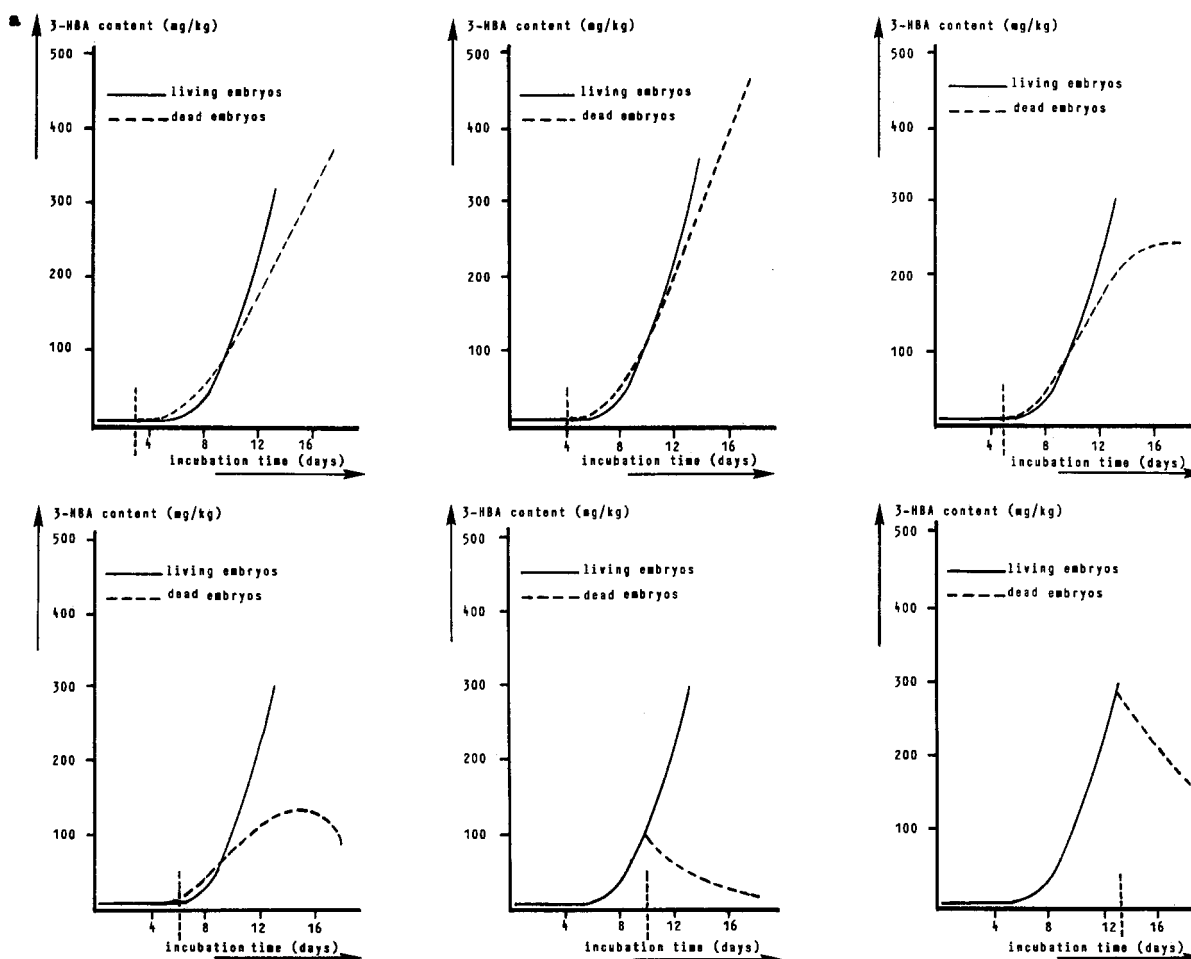 a
3-HBA content (mg/kg)
500
living embryos
dead embryos
400
300
200
100
4
8
12
16
incubation time (days)
3-HBA content (mg/kg)
500
living embryos
dead embryos
400
300
200
100
4
8
12
16
incubation time (days)
3-HBA content (mg/kg)
500
living embryos
dead embryos
400
300
200
100
4
8
12
16
incubation time (days)
3-HBA content (mg/kg)
500
living embryos
dead embryos
400
300
200
100
4
8
12
16
incubation time (days)
3-HBA content (mg/kg)
500
living embryos
dead embryos
400
300
200
100
4
8
12
16
incubation time (days)
3-HBA content (mg/kg)
500
living embryos
dead embryos
400
300
200
100
4
8
12
16
incubation time (days)